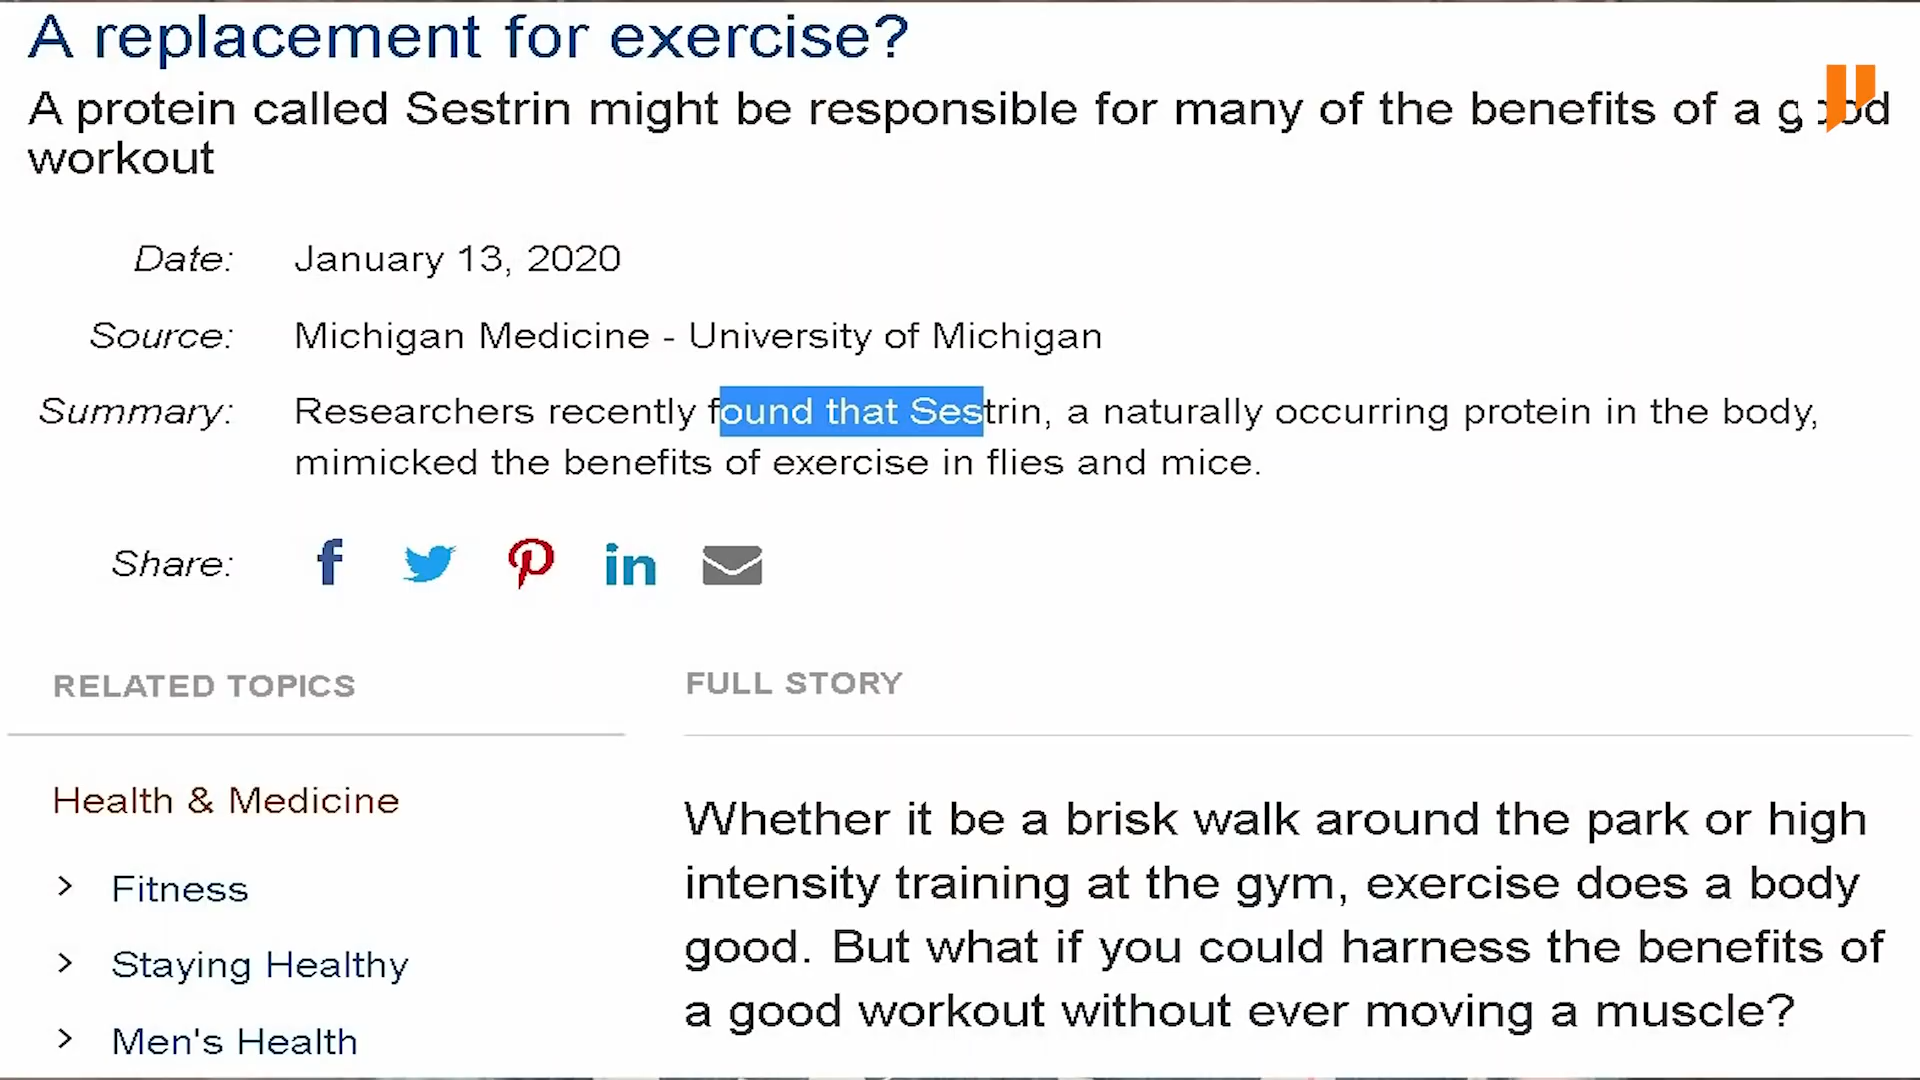 A replacement for exercise?
A protein called Sestrin might be responsible for many of the benefits of a good
workout
Date: January 13, 2020
Source: Michigan Medicine - University of Michigan
Summary: Researchers recently found that Sestrin, a naturally occurring protein in the body,
mimicked the benefits of exercise in flies and mice.
Share:
RELATED TOPICS
Health & Medicine
> Fitness
> Staying Healthy
> Men's Health
FULL STORY
Whether it be a brisk walk around the park or high
intensity training at the gym, exercise does a body
good. But what if you could harness the benefits of
a good workout without ever moving a muscle?